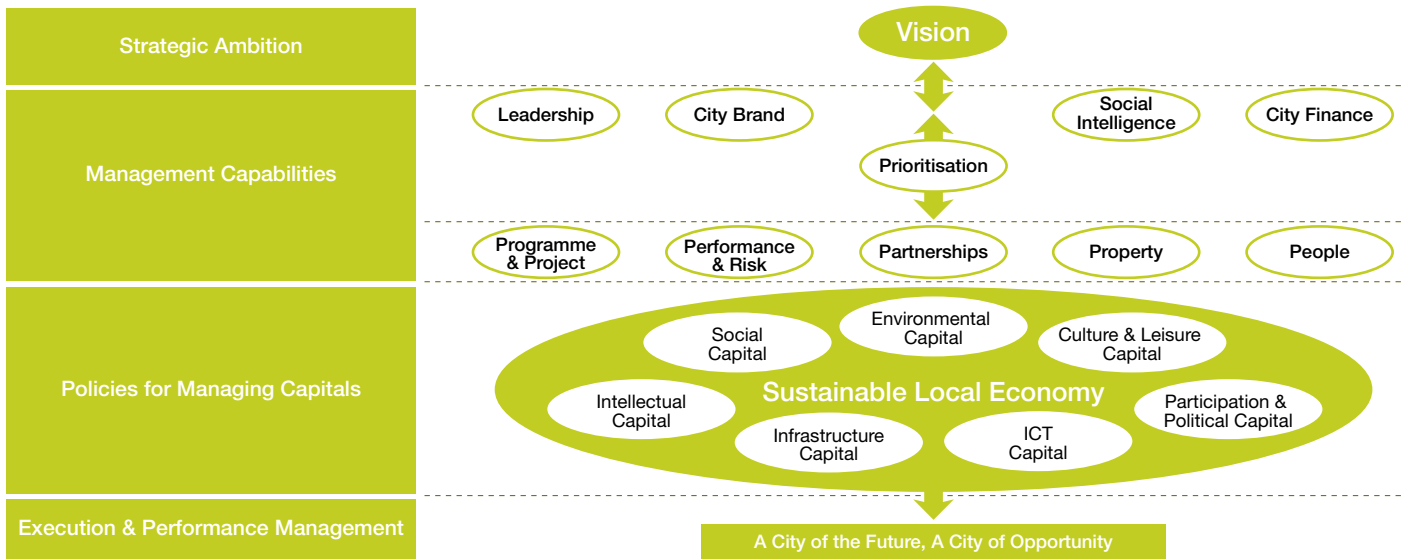 Strategic Ambition
Vision
Management Capabilities
Leadership
City Brand
Social
Intelligence
City Finance
Prioritisation
Programme
& Project
Performance
& Risk
Partnerships
Property
People
Policies for Managing Capitals
Social
Capital
Environmental
Capital
Culture & Leisure
Capital
Sustainable Local Economy
Intellectual
Capital
Infrastructure
Capital
ICT
Capital
Participation &
Political Capital
Execution & Performance Management
A City of the Future, A City of Opportunity